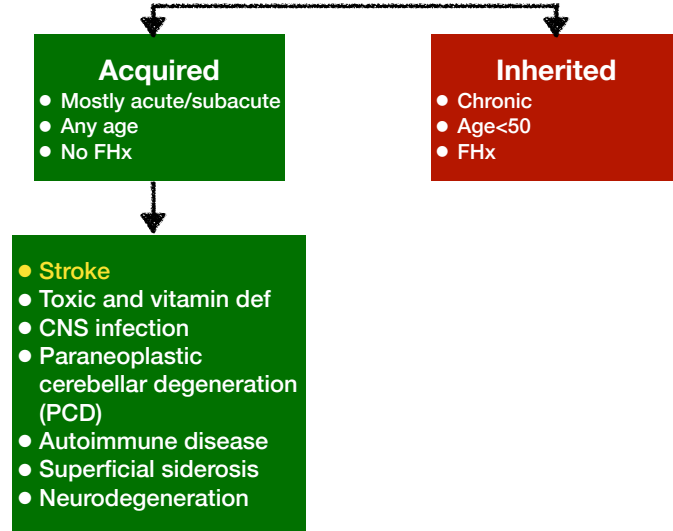 Acquired
● Mostly acute/subacute
● Any age
● No FHx
Inherited
● Chronic
● Age<50
● FHx
● Stroke
● Toxic and vitamin def
● CNS infection
● Paraneoplastic
cerebellar degeneration
(PCD)
● Autoimmune disease
● Superficial siderosis
● Neurodegeneration